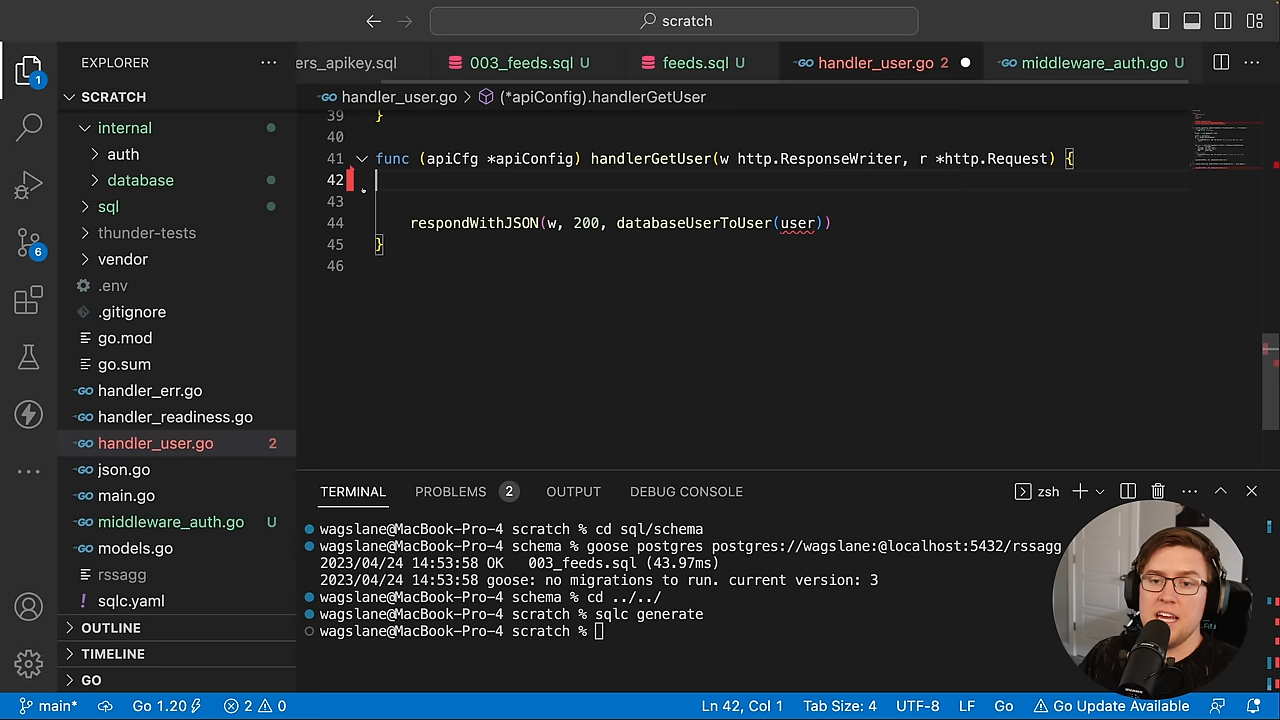 scratch
EXPLORER
SCRATCH
internal
auth
database
sql
thunder-tests
vendor
.env
.gitignore
go.mod
go.sum
handler_err.go
handler_readiness.go
handler_user.go 2
json.go
main.go
middleware_auth.go U
models.go
rssagg
sqlc.yaml
OUTLINE
TIMELINE
GO
1
6
ers_apikey.sql 003_feeds.sql U feeds.sql U handler_user.go 2 middleware_auth.go U
handler_user.go > (*apiConfig).handlerGetUser
39 }
40
41 func (apiCfg *apiConfig) handlerGetUser(w http.ResponseWriter, r *http.Request) {
42
43
44 respondWithJSON(w, 200, databaseUserToUser(user))
45 }
46
TERMINAL PROBLEMS 2 OUTPUT DEBUG CONSOLE zsh
wagslane@MacBook-Pro-4 scratch % cd sql/schema
wagslane@MacBook-Pro-4 schema % goose postgres postgres://wagslane:@localhost:5432/rssagg
2023/04/24 14:53:58 OK 003_feeds.sql (43.97ms)
2023/04/24 14:53:58 goose: no migrations to run. current version: 3
wagslane@MacBook-Pro-4 schema % cd ../../
wagslane@MacBook-Pro-4 scratch % sqlc generate
wagslane@MacBook-Pro-4 scratch %
main* Go 1.20 2 0 Ln 42, Col 1 Tab Size: 4 UTF-8 LF Go Go Update Available